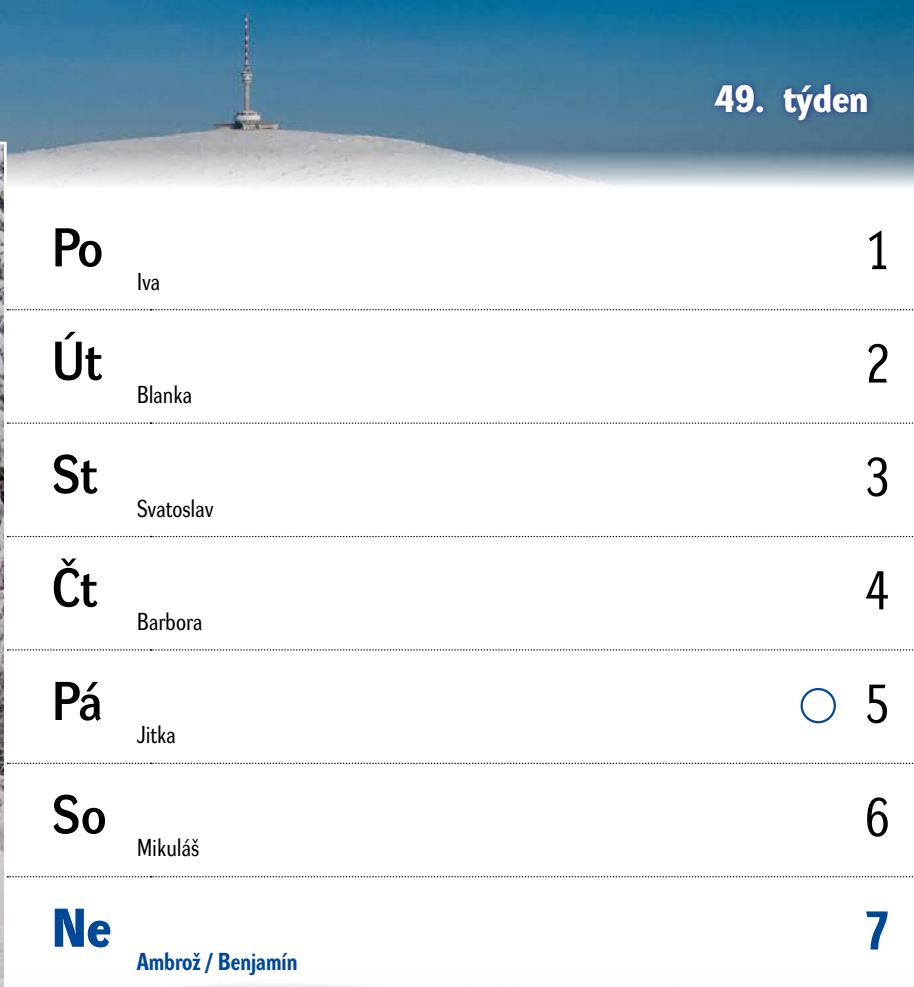 49. týden
Po 1
Iva
Út 2
Blanka
St 3
Svatoslav
Čt 4
Barbora
Pá 5
Jitka
So 6
Mikuláš
Ne 7
Ambrož / Benjamín